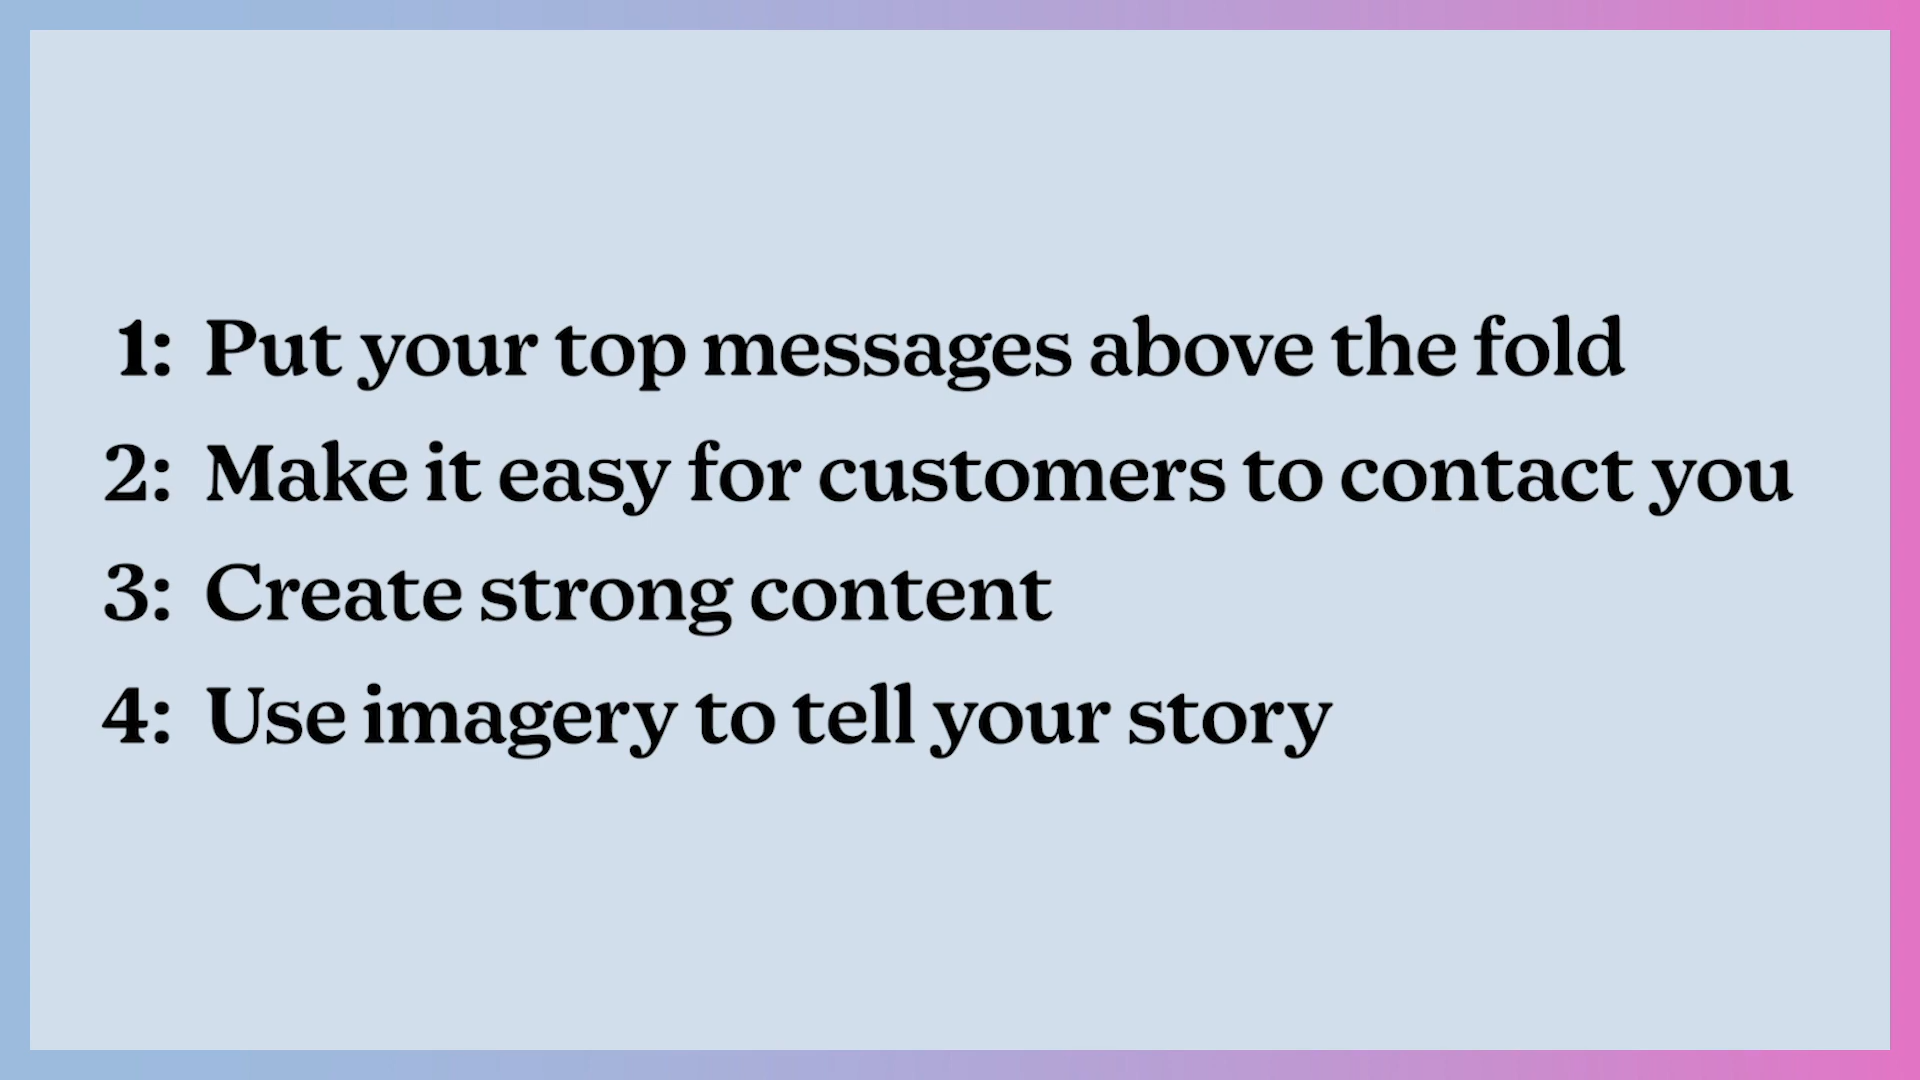 1: Put your top messages above the fold
2: Make it easy for customers to contact you
3: Create strong content
4: Use imagery to tell your story